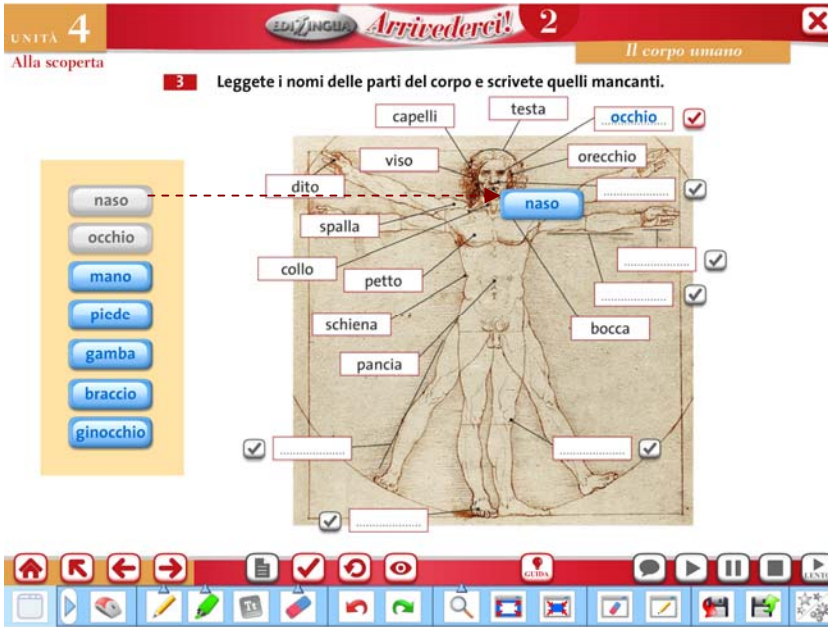 UNITÀ 4
EDIZINGUA Arrivederci! 2
Il corpo umano
Alla scoperta
3 Leggete i nomi delle parti del corpo e scrivete quelli mancanti.
capelli
testa
occhio
viso
orecchio
dito
naso
spalla
collo
petto
schiena
bocca
pancia
naso
occhio
mano
piede
gamba
braccio
ginocchio
GUIDA
LENTO
Tt